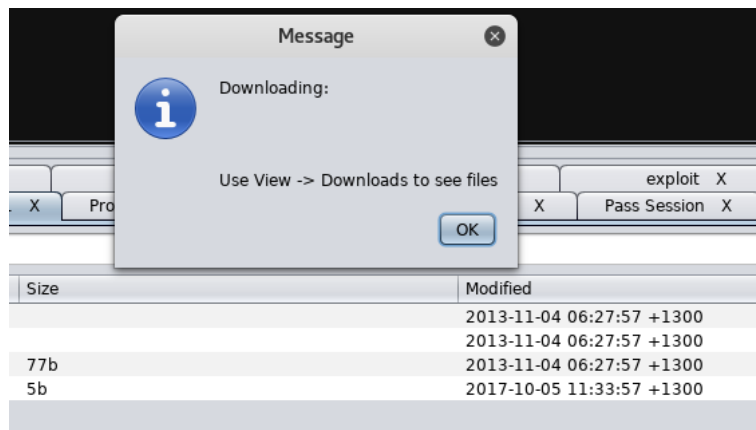 Message
Downloading:
Use View -> Downloads to see files
OK
exploit X
X Pro X Pass Session X
Size Modified
2013-11-04 06:27:57 +1300
2013-11-04 06:27:57 +1300
77b 2013-11-04 06:27:57 +1300
5b 2017-10-05 11:33:57 +1300